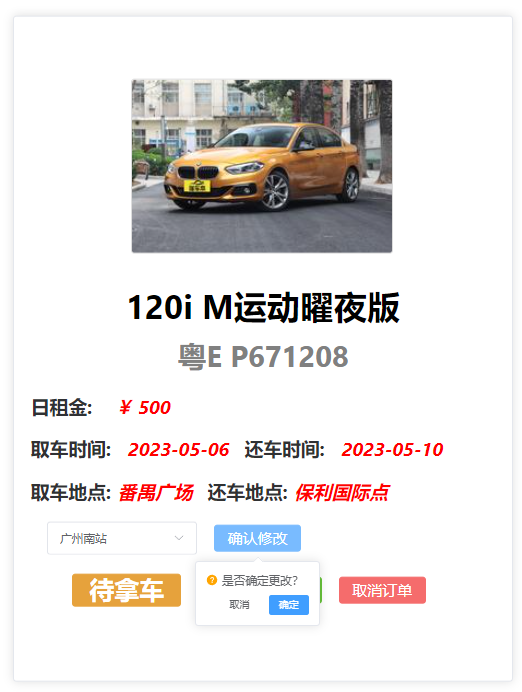 120i M运动曜夜版
粤E P671208
日租金: ￥ 500
取车时间: 2023-05-06 还车时间: 2023-05-10
取车地点: 番禺广场 还车地点: 保利国际点
广州南站 确认修改
是否确定更改?
取消 确定
待拿车 取消订单